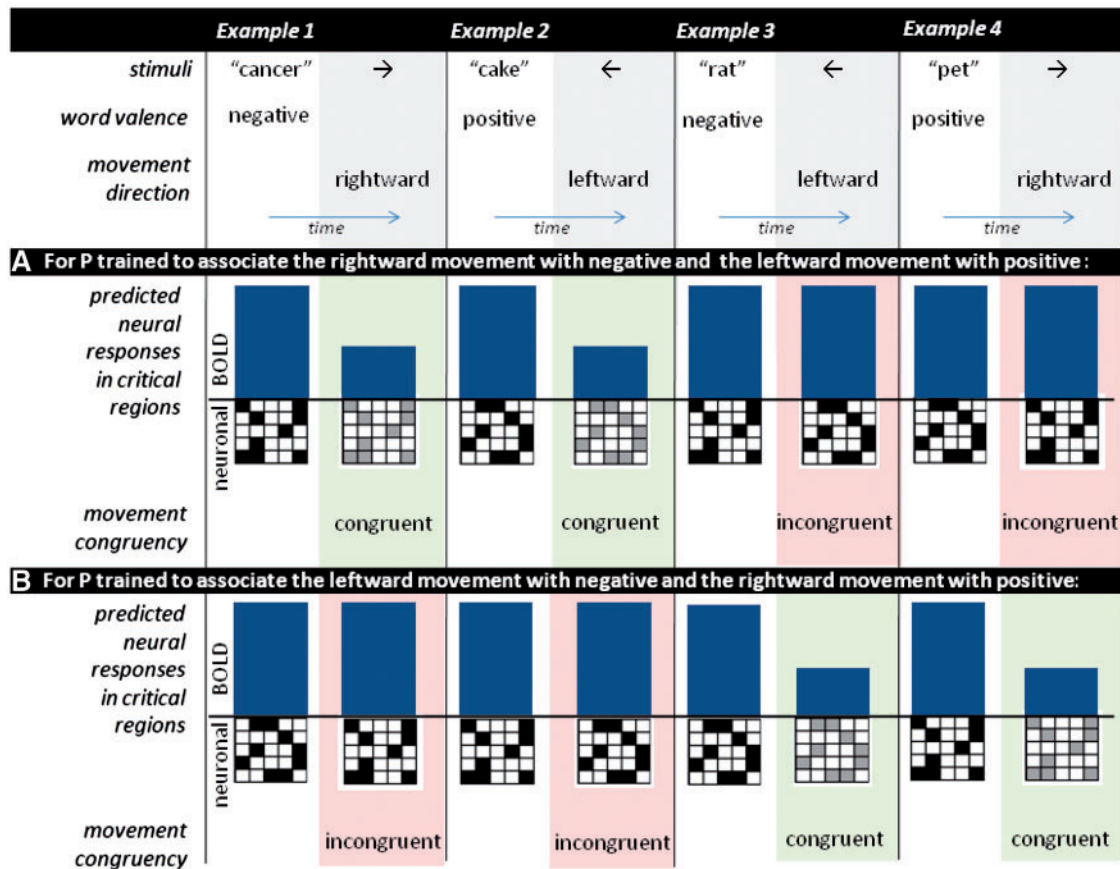 Example 1 Example 2 Example 3 Example 4
stimuli “cancer” → “cake” ← “rat” ← “pet” →
word valence negative positive negative positive
movement
direction rightward leftward leftward rightward
time time time time
A For P trained to associate the rightward movement with negative and the leftward movement with positive :
predicted
neural
responses
in critical
regions
BOLD
neuronal
movement
congruency congruent congruent incongruent incongruent
B For P trained to associate the leftward movement with negative and the rightward movement with positive:
predicted
neural
responses
in critical
regions
BOLD
neuronal
movement
congruency incongruent incongruent congruent congruent